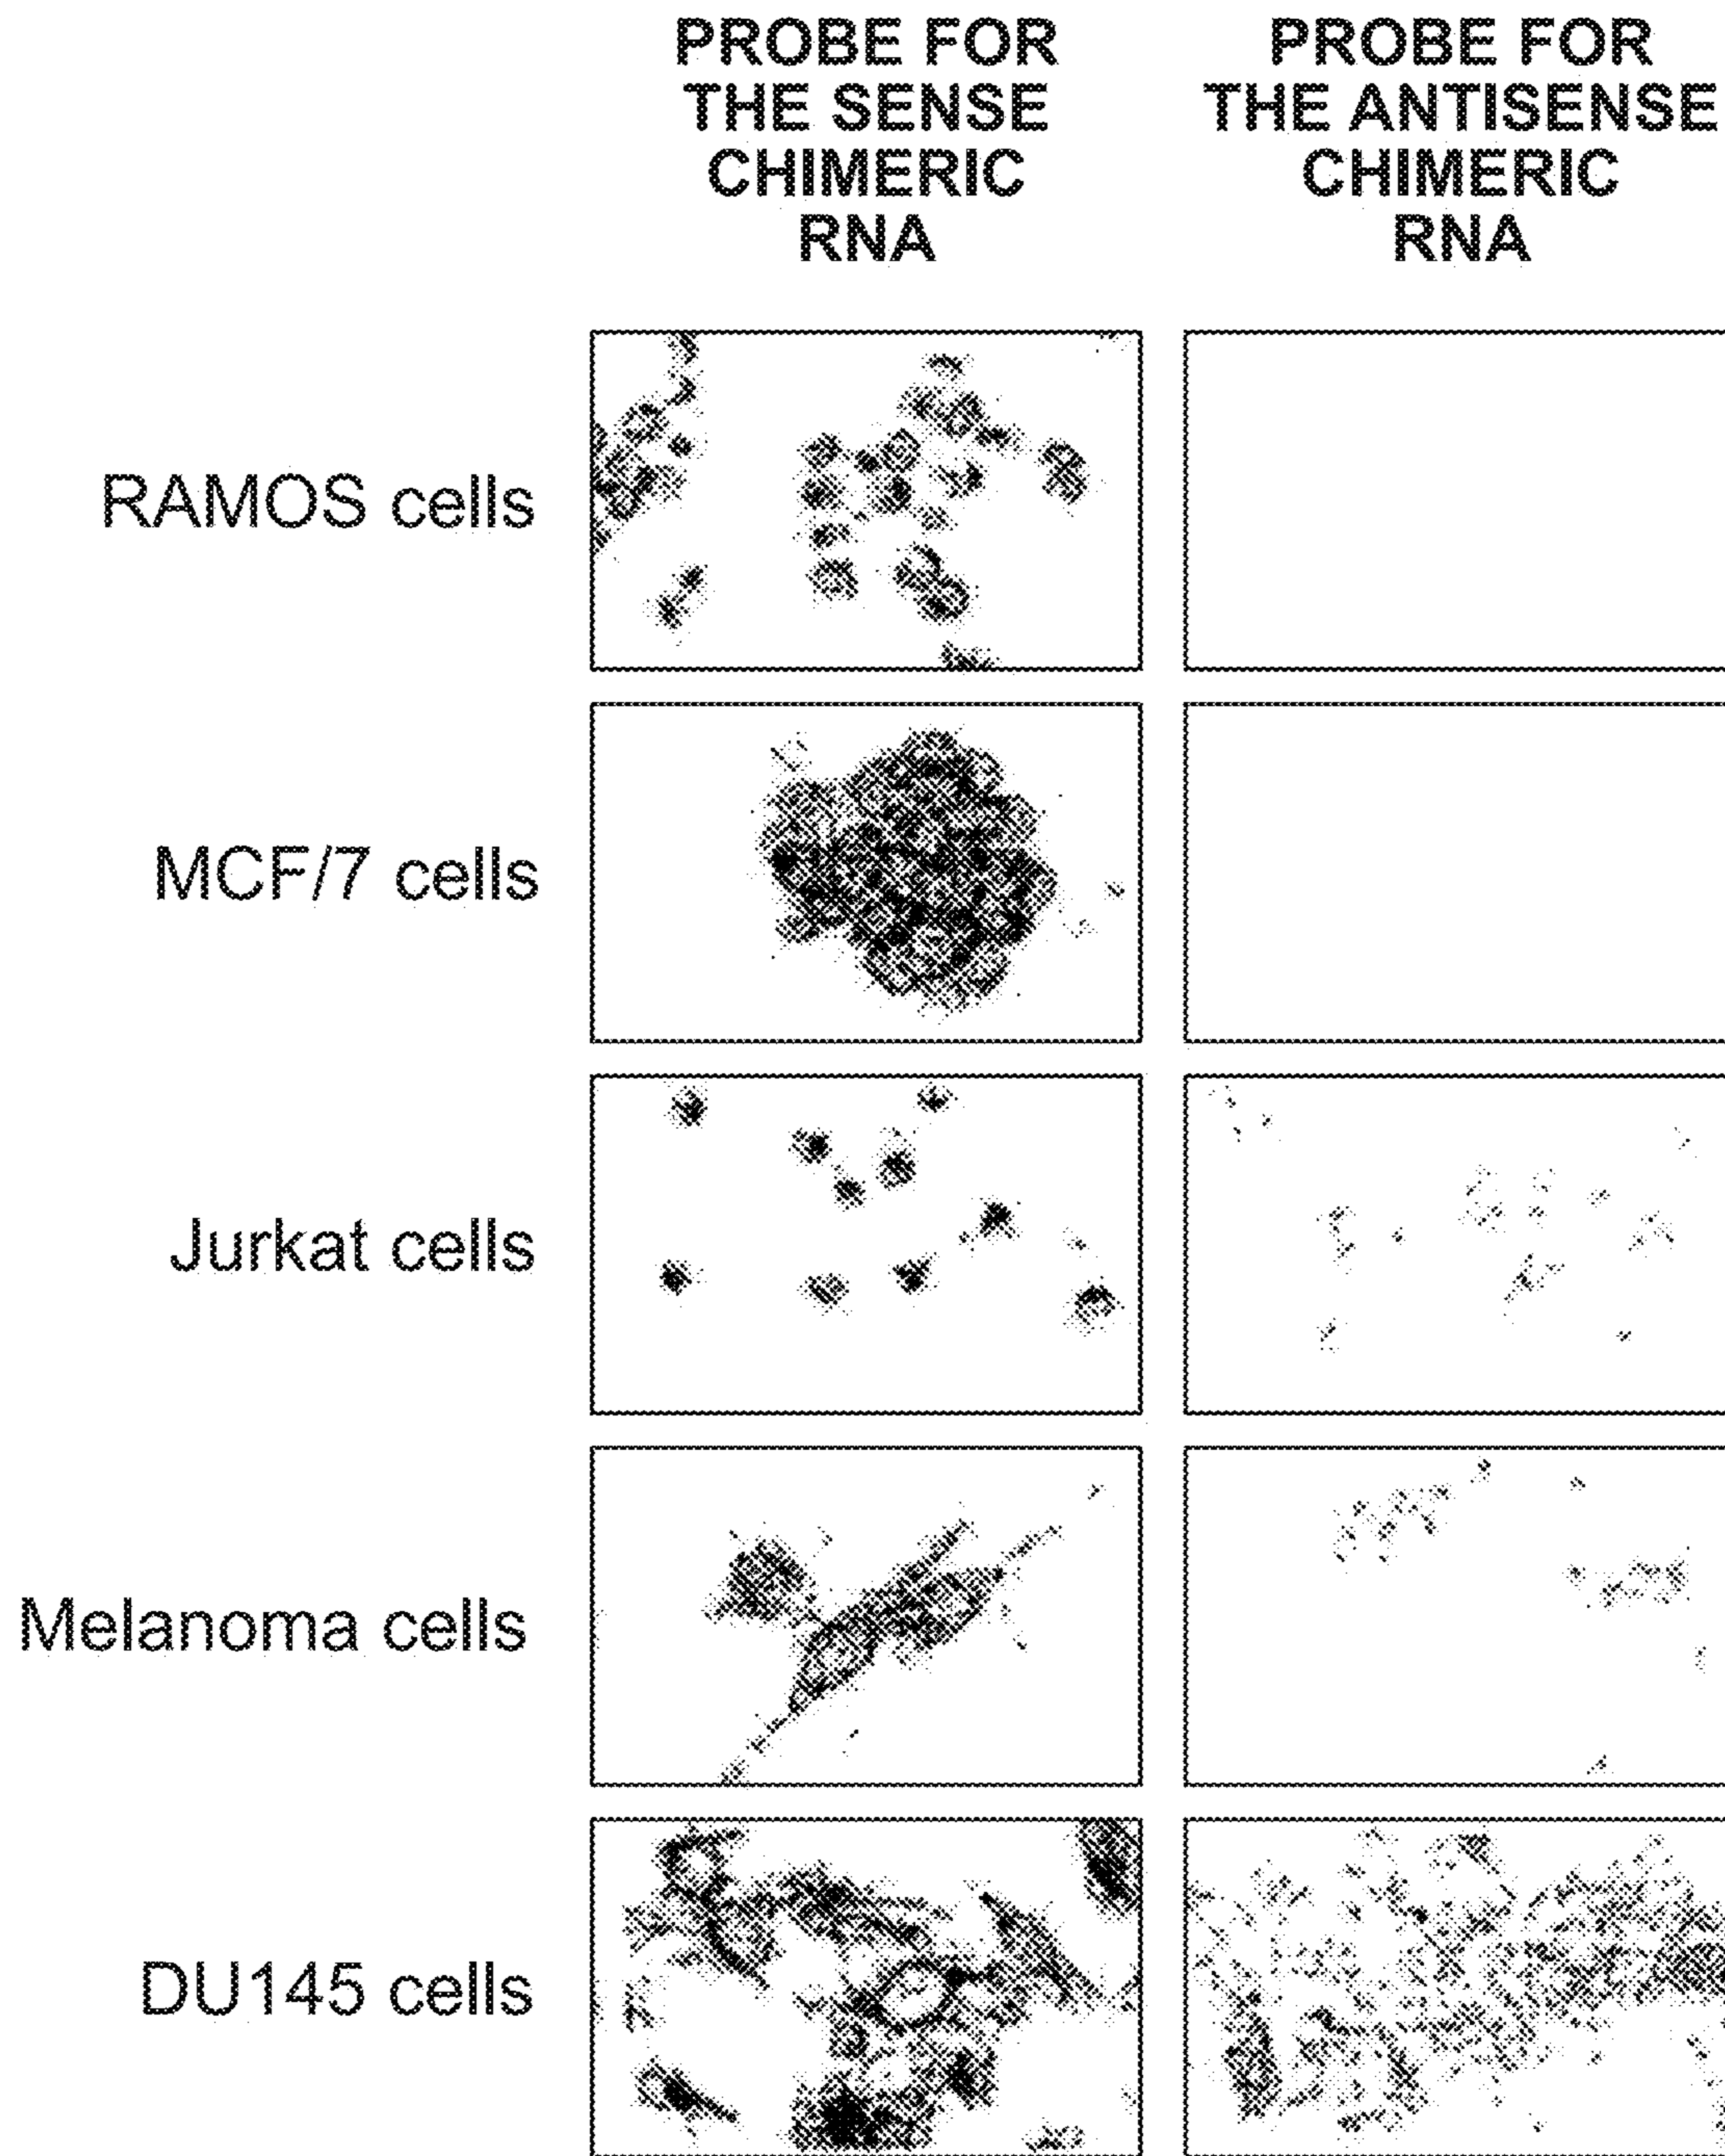 PROBE FOR
THE SENSE
CHIMERIC
RNA
PROBE FOR
THE ANTISENSE
CHIMERIC
RNA
RAMOS cells
MCF/7 cells
Jurkat cells
Melanoma cells
DU145 cells